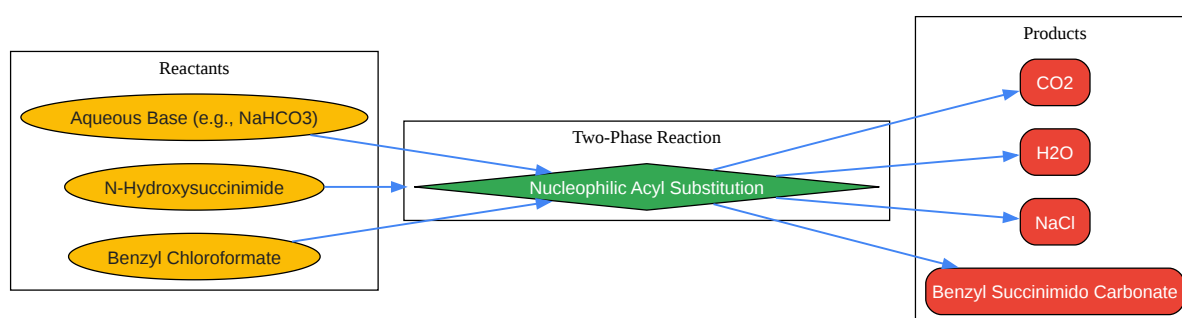 Reactants
Aqueous Base (e.g., NaHCO3)
N-Hydroxysuccinimide
Benzyl Chloroformate
Two-Phase Reaction
Nucleophilic Acyl Substitution
Products
CO2
H2O
NaCl
Benzyl Succinimido Carbonate